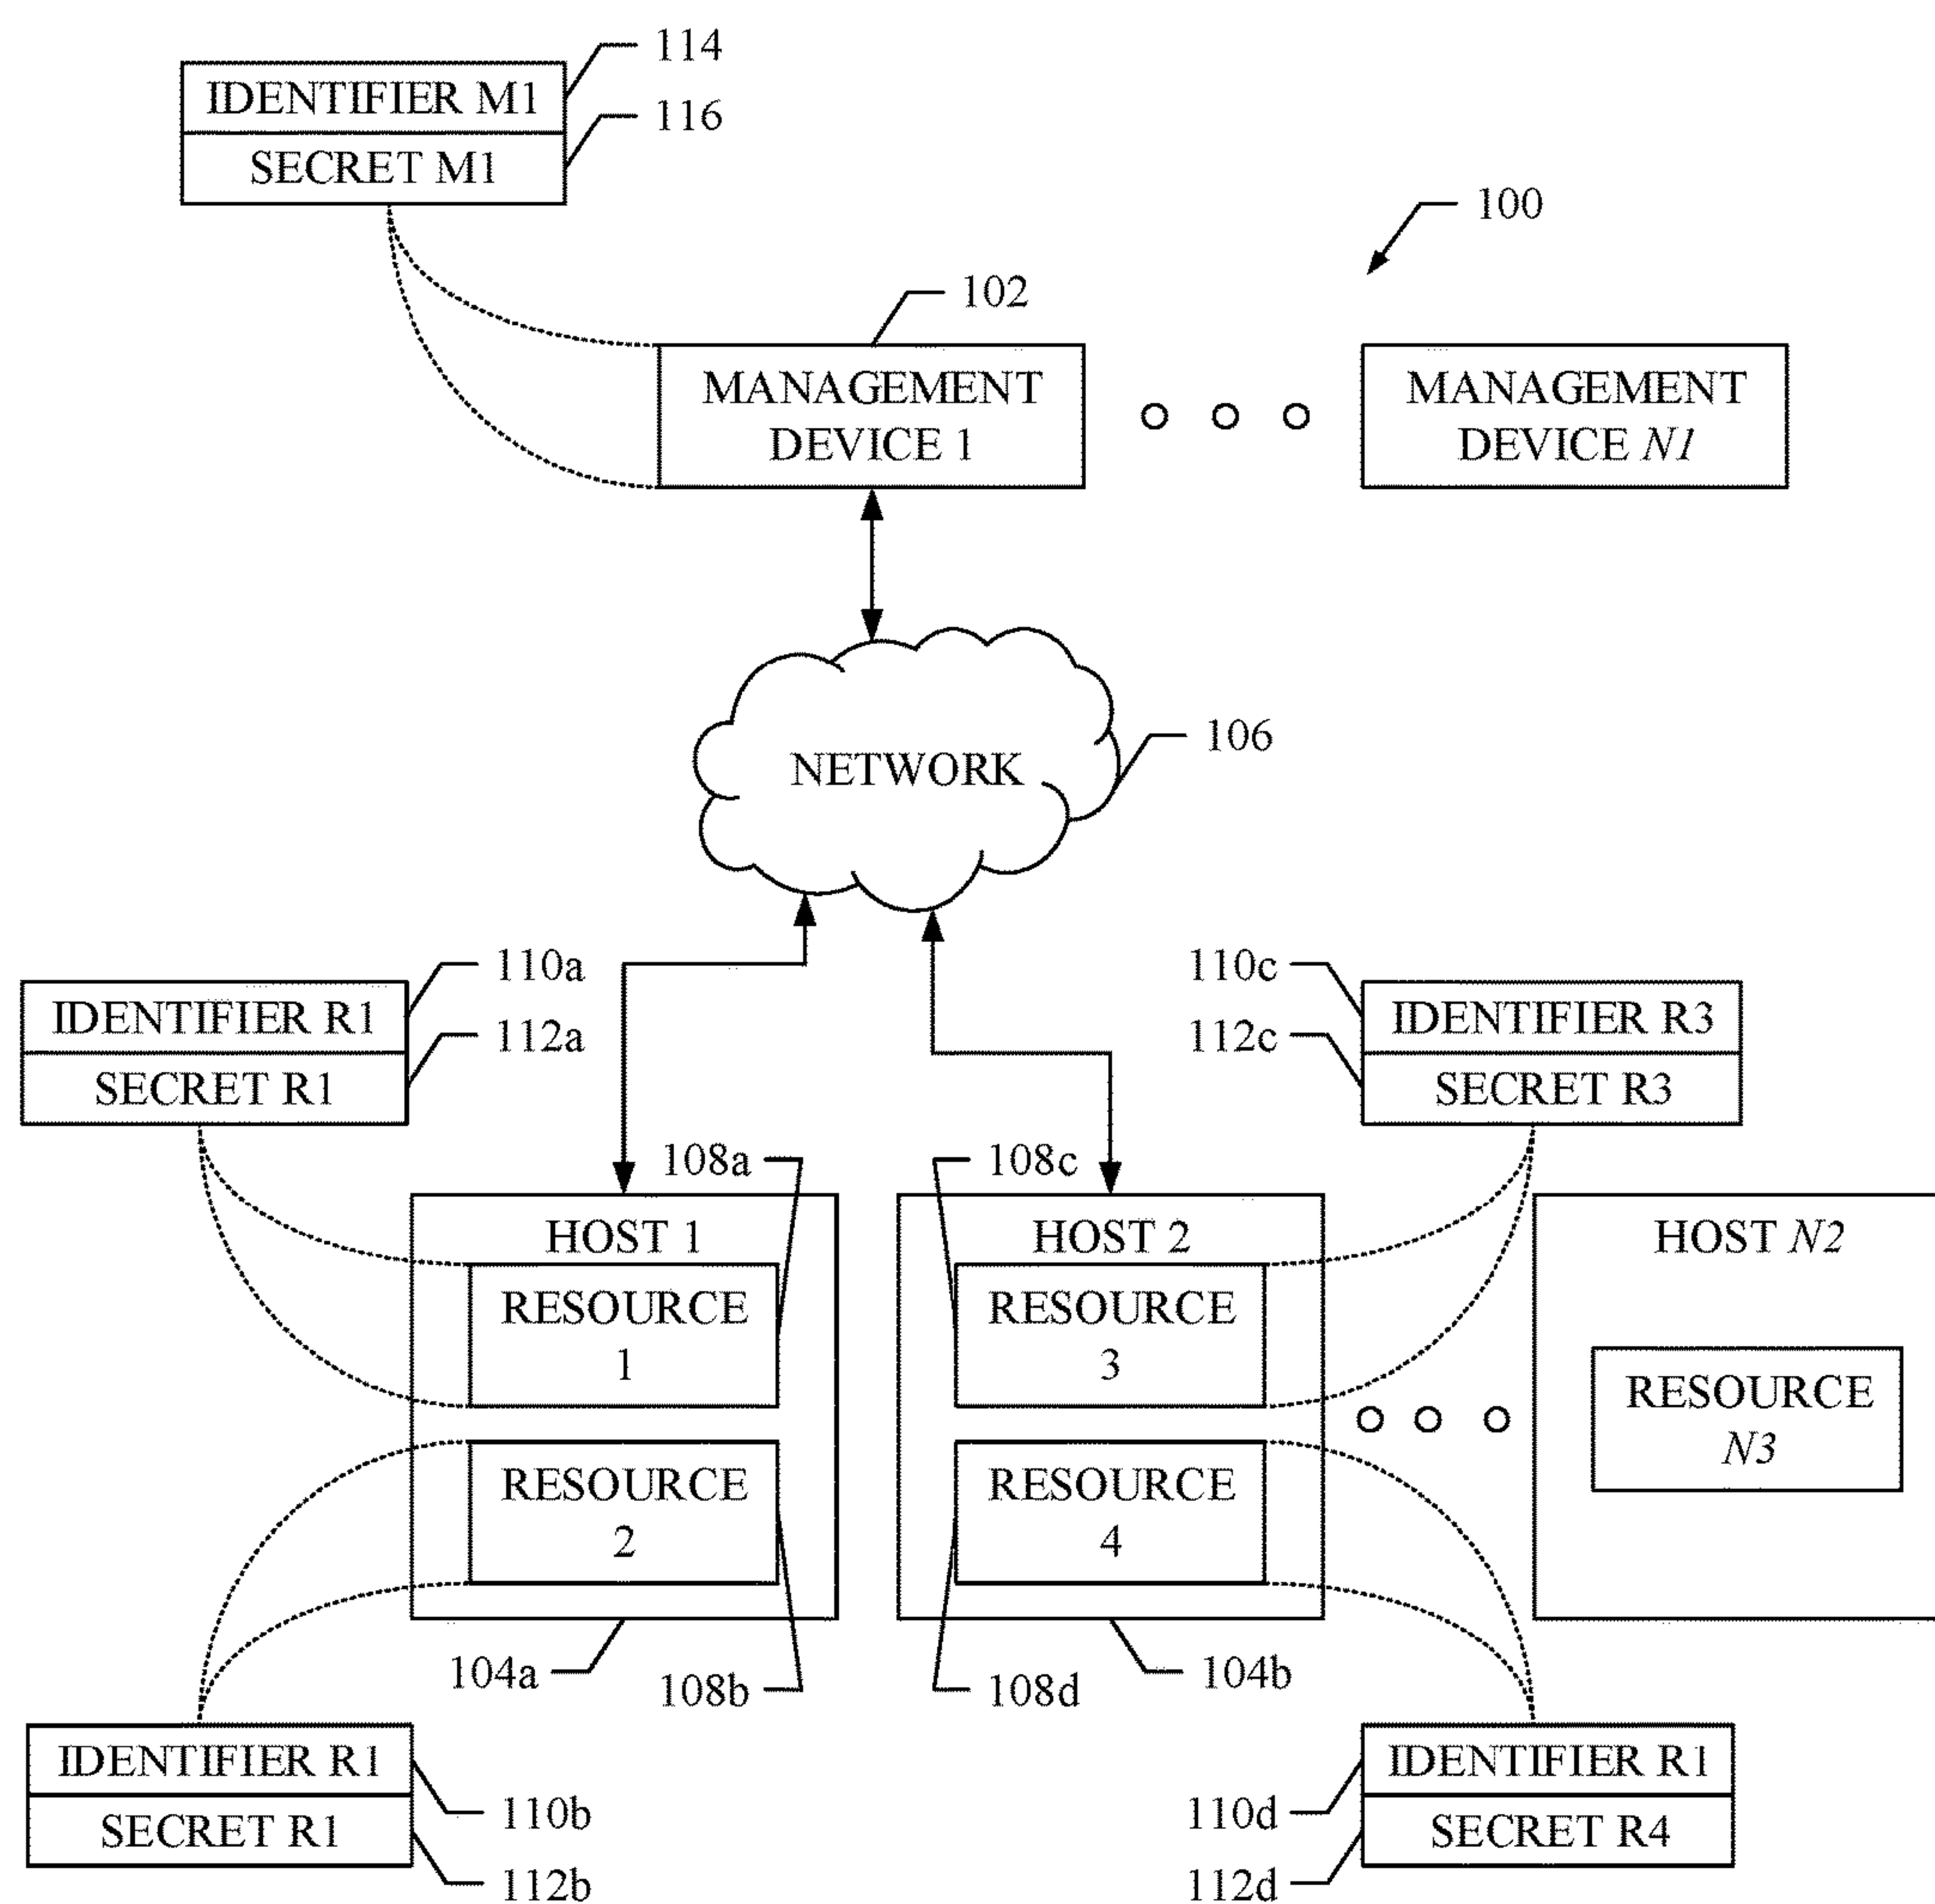 114
IDENTIFIER M1
116
SECRET M1
100
102
MANAGEMENT
DEVICE 1
MANAGEMENT
DEVICE N1
106
NETWORK
110a
110c
IDENTIFIER R1
IDENTIFIER R3
112a
112c
SECRET R1
SECRET R3
108a
108c
HOST 1
HOST 2
HOST N2
RESOURCE
1
RESOURCE
3
RESOURCE
N3
RESOURCE
2
RESOURCE
4
104a
108b
108d
104b
IDENTIFIER R1
IDENTIFIER R1
110b
110d
SECRET R1
SECRET R4
112b
112d